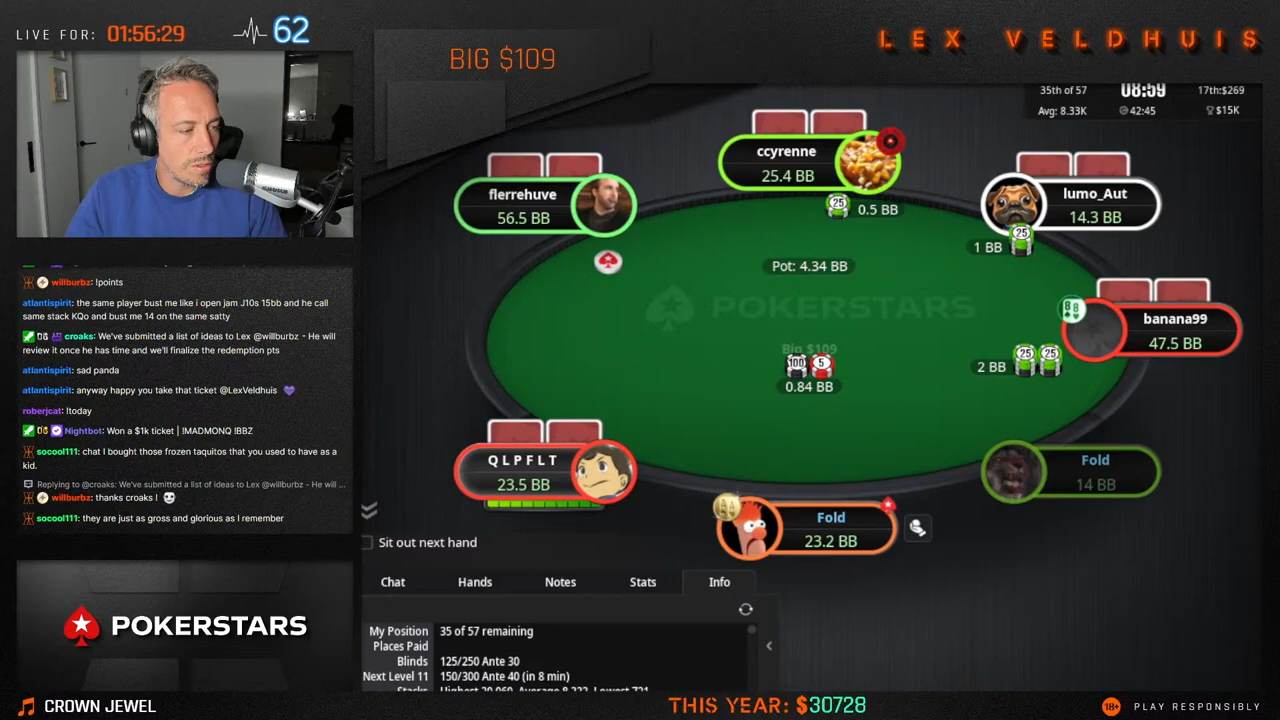 LIVE FOR: 01:56:29 62
BIG $109
LEX VELDHUIS
35th of 57 08:59 17th:$269
Avg: 8.33K 42:45 $15K
ccyrenne
25.4 BB
flerrehuve
56.5 BB
lumo_Aut
14.3 BB
25 0.5 BB
1 BB 25
Pot: 4.34 BB
POKERSTARS
banana99
47.5 BB
8 8
Big $109
100 5
0.84 BB
2 BB 25 25
QLPFLT
23.5 BB
Fold
14 BB
Fold
23.2 BB
willburbz: !points
atlantispirit: the same player bust me like i open jam J10s 15bb and he call
same stack KQo and bust me 14 on the same satty
croaks: We've submitted a list of ideas to Lex @willburbz - He will
review it once he has time and we'll finalize the redemption pts
atlantispirit: sad panda
atlantispirit: anyway happy you take that ticket @LexVeldhuis
roberjcat: !today
Nightbot: Won a $1k ticket | !MADMONQ !BBZ
socool111: chat I bought those frozen taquitos that you used to have as a
kid.
Replying to @croaks: We've submitted a list of ideas to Lex @willburbz - He will ...
willburbz: thanks croaks !
socool111: they are just as gross and glorious as I remember
Sit out next hand
Chat Hands Notes Stats Info
My Position 35 of 57 remaining
Places Paid
Blinds 125/250 Ante 30
Next Level 11 150/300 Ante 40 (in 8 min)
POKERSTARS
CROWN JEWEL
THIS YEAR: $30728
18+ PLAY RESPONSIBLY